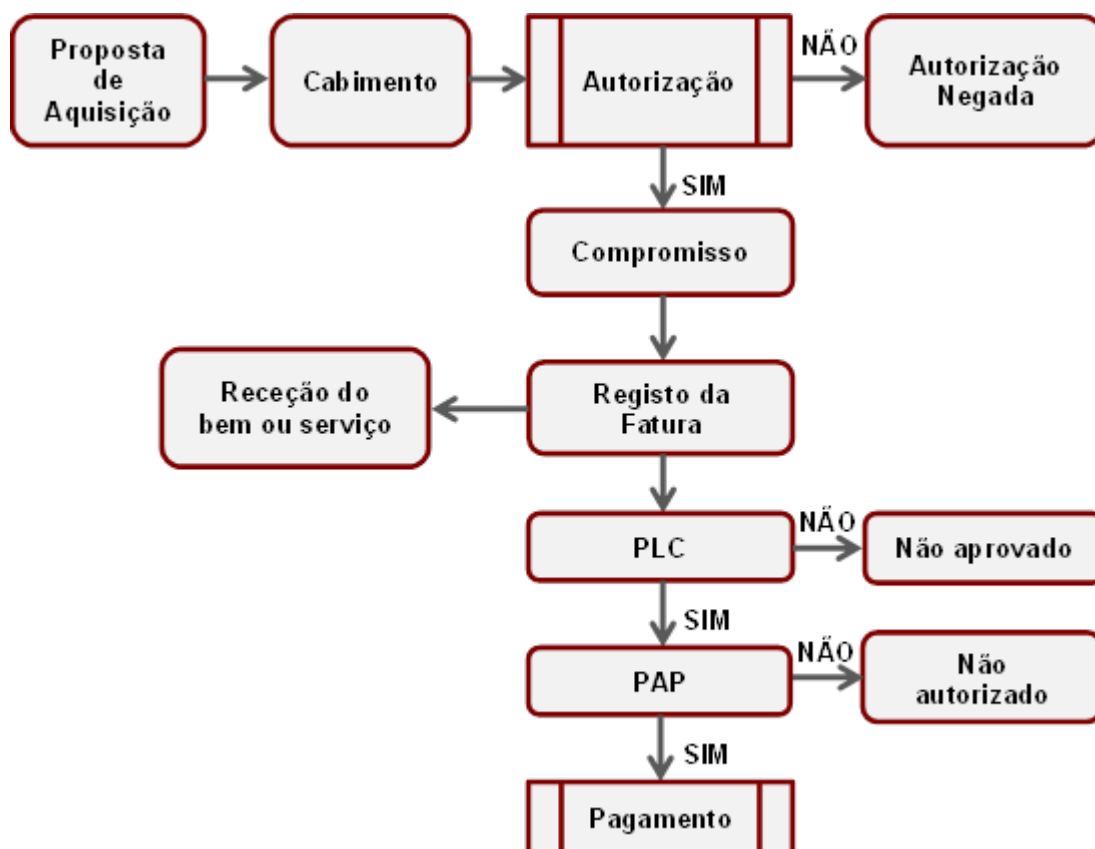 Proposta
de
Aquisição
Cabimento
Autorização
NÃO
Autorização
Negada
SIM
Compromisso
Registo da
Fatura
Receção do
bem ou serviço
PLC
NÃO
Não aprovado
SIM
PAP
NÃO
Não
autorizado
SIM
Pagamento